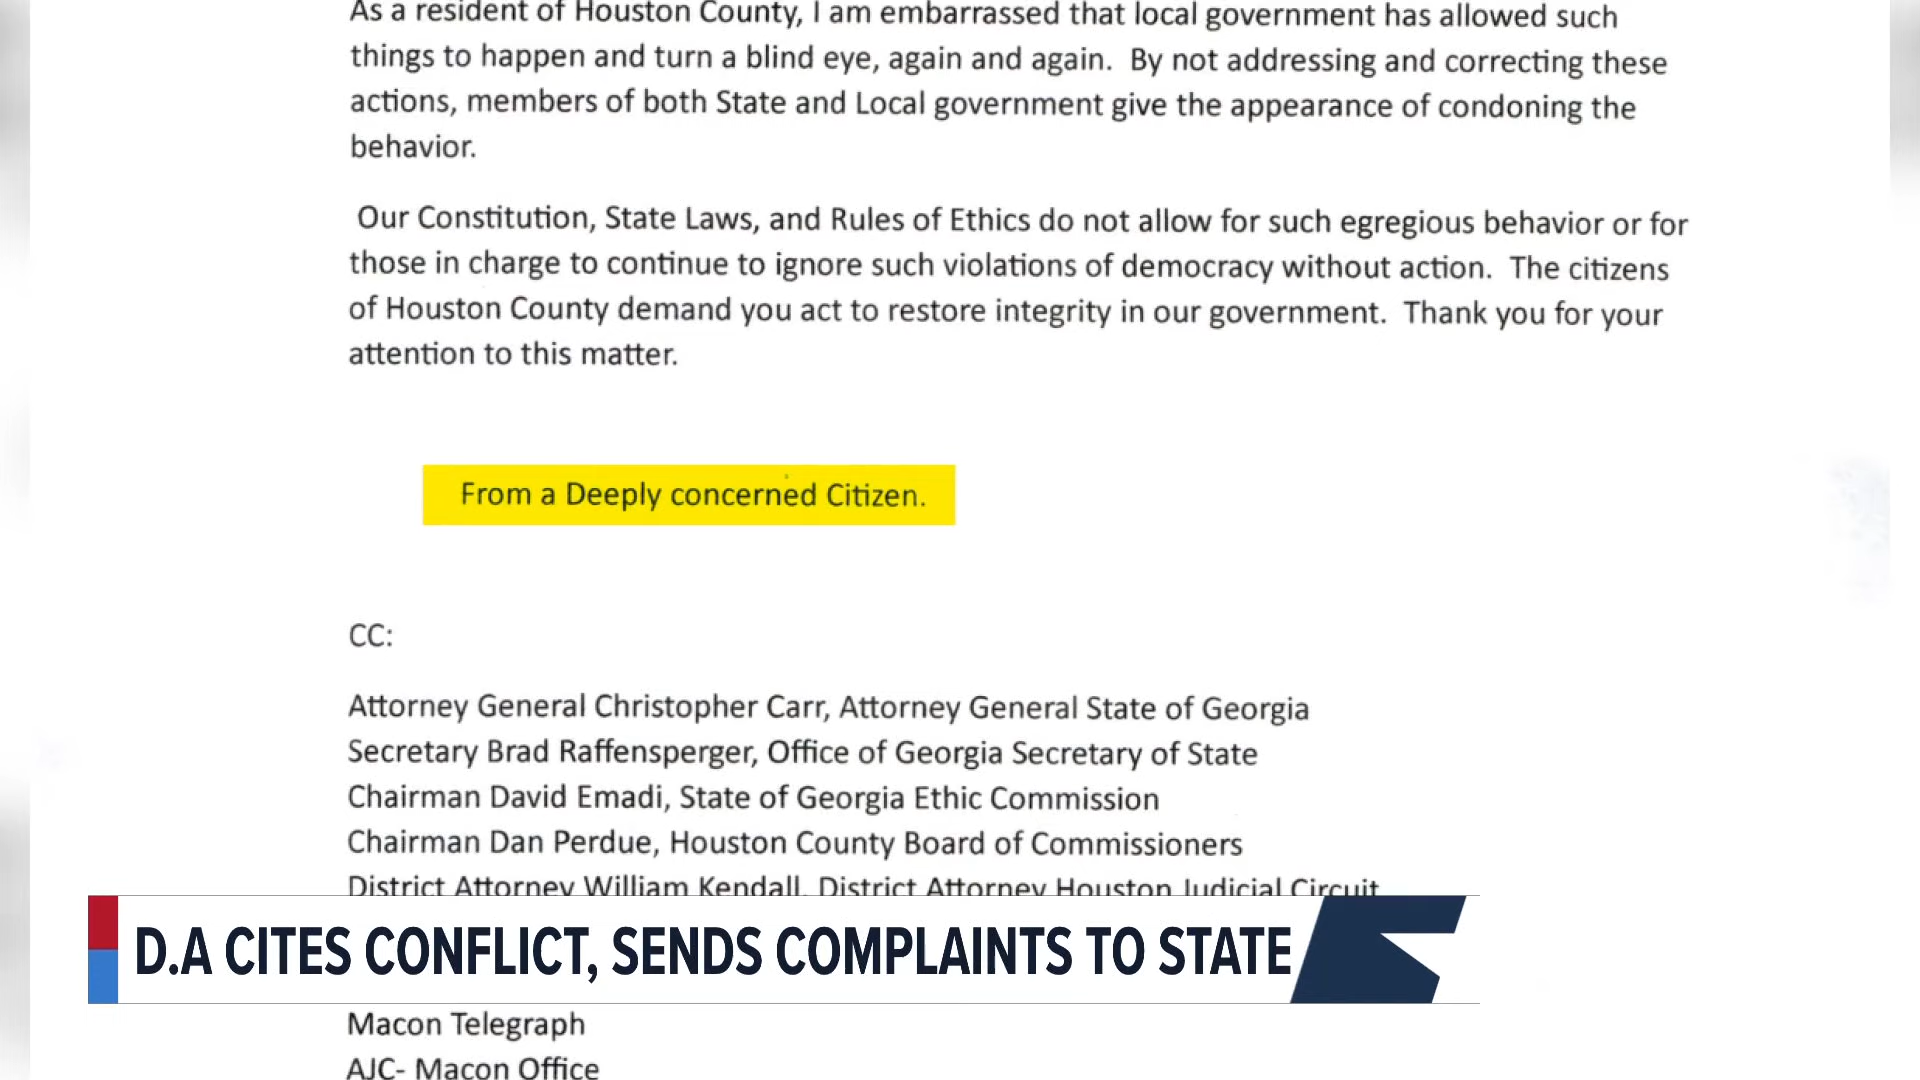 As a resident of Houston County, I am embarrassed that local government has allowed such
things to happen and turn a blind eye, again and again.  By not addressing and correcting these
actions, members of both State and Local government give the appearance of condoning the
behavior.
Our Constitution, State Laws, and Rules of Ethics do not allow for such egregious behavior or for
those in charge to continue to ignore such violations of democracy without action.  The citizens
of Houston County demand you act to restore integrity in our government.  Thank you for your
attention to this matter.
From a Deeply concerned Citizen.
CC:
Attorney General Christopher Carr, Attorney General State of Georgia
Secretary Brad Raffensperger, Office of Georgia Secretary of State
Chairman David Emadi, State of Georgia Ethic Commission
Chairman Dan Perdue, Houston County Board of Commissioners
District Attorney William Kendall, District Attorney Houston Judicial Circuit
D.A CITES CONFLICT, SENDS COMPLAINTS TO STATE
Macon Telegraph
AJC- Macon Office